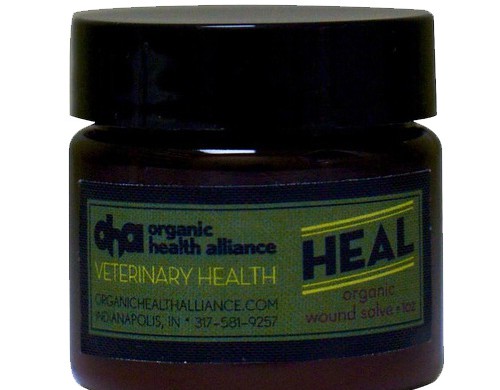 oha organic
health alliance
VETERINARY HEALTH
ORGANICHEALTHALLIANCE.COM
INDIANAPOLIS, IN * 317-581-9257
HEAL
organic
wound salve • 1oz